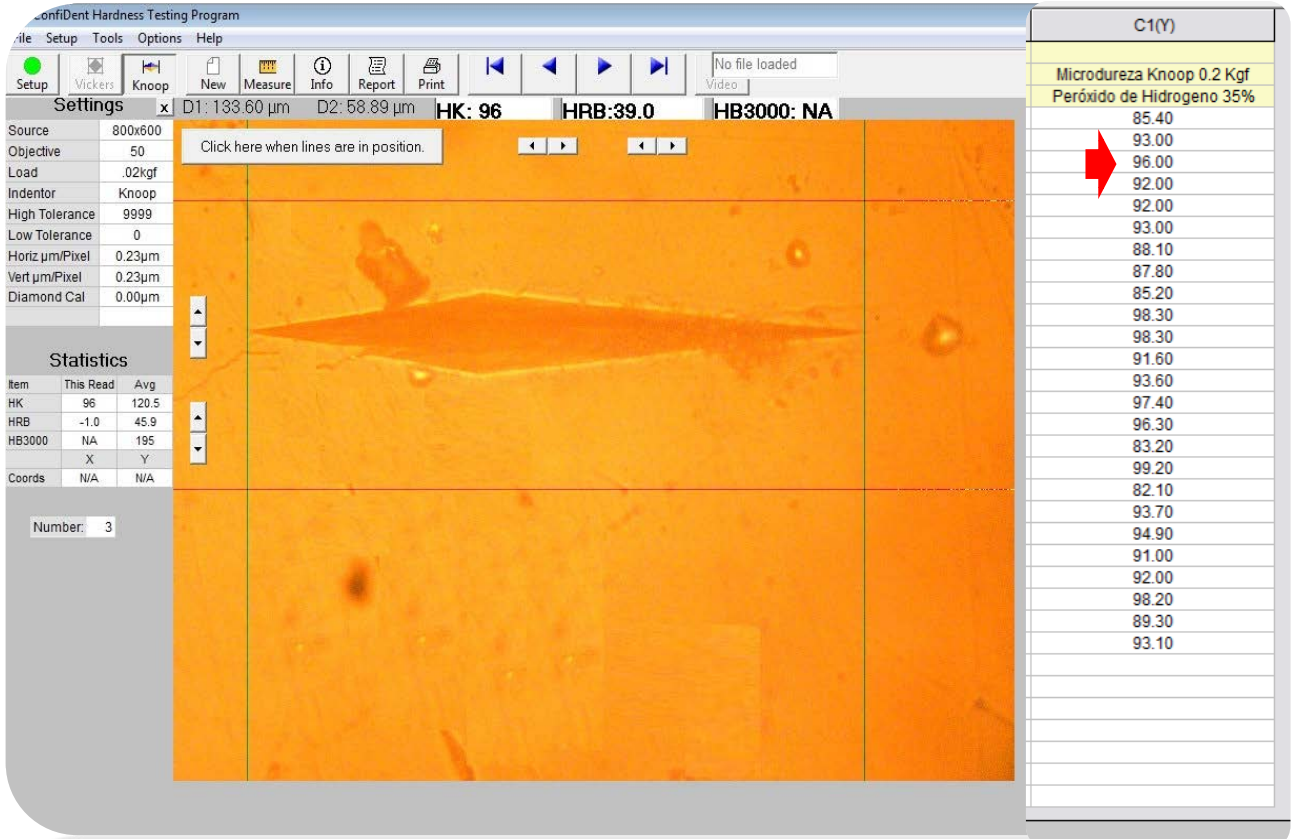 ConfiDent Hardness Testing Program
File Setup Tools Options Help
Setup Vickers Knoop New Measure Info Report Print No file loaded Video
Settings x D1: 133.60 µm D2: 58.89 µm HK: 96 HRB:39.0 HB3000: NA
Source 800x600
Objective 50
Load .02kgf
Indentor Knoop
High Tolerance 9999
Low Tolerance 0
Horiz µm/Pixel 0.23µm
Vert µm/Pixel 0.23µm
Diamond Cal 0.00µm
Click here when lines are in position.
Statistics
Item This Read Avg
HK 96 120.5
HRB -1.0 45.9
HB3000 NA 195
X Y
Coords N/A N/A
Number: 3
C1(Y)
Microdureza Knoop 0.2 Kgf
Peróxido de Hidrogeno 35%
85.40
93.00
96.00
92.00
92.00
93.00
88.10
87.80
85.20
98.30
98.30
91.60
93.60
97.40
96.30
83.20
99.20
82.10
93.70
94.90
91.00
92.00
98.20
89.30
93.10